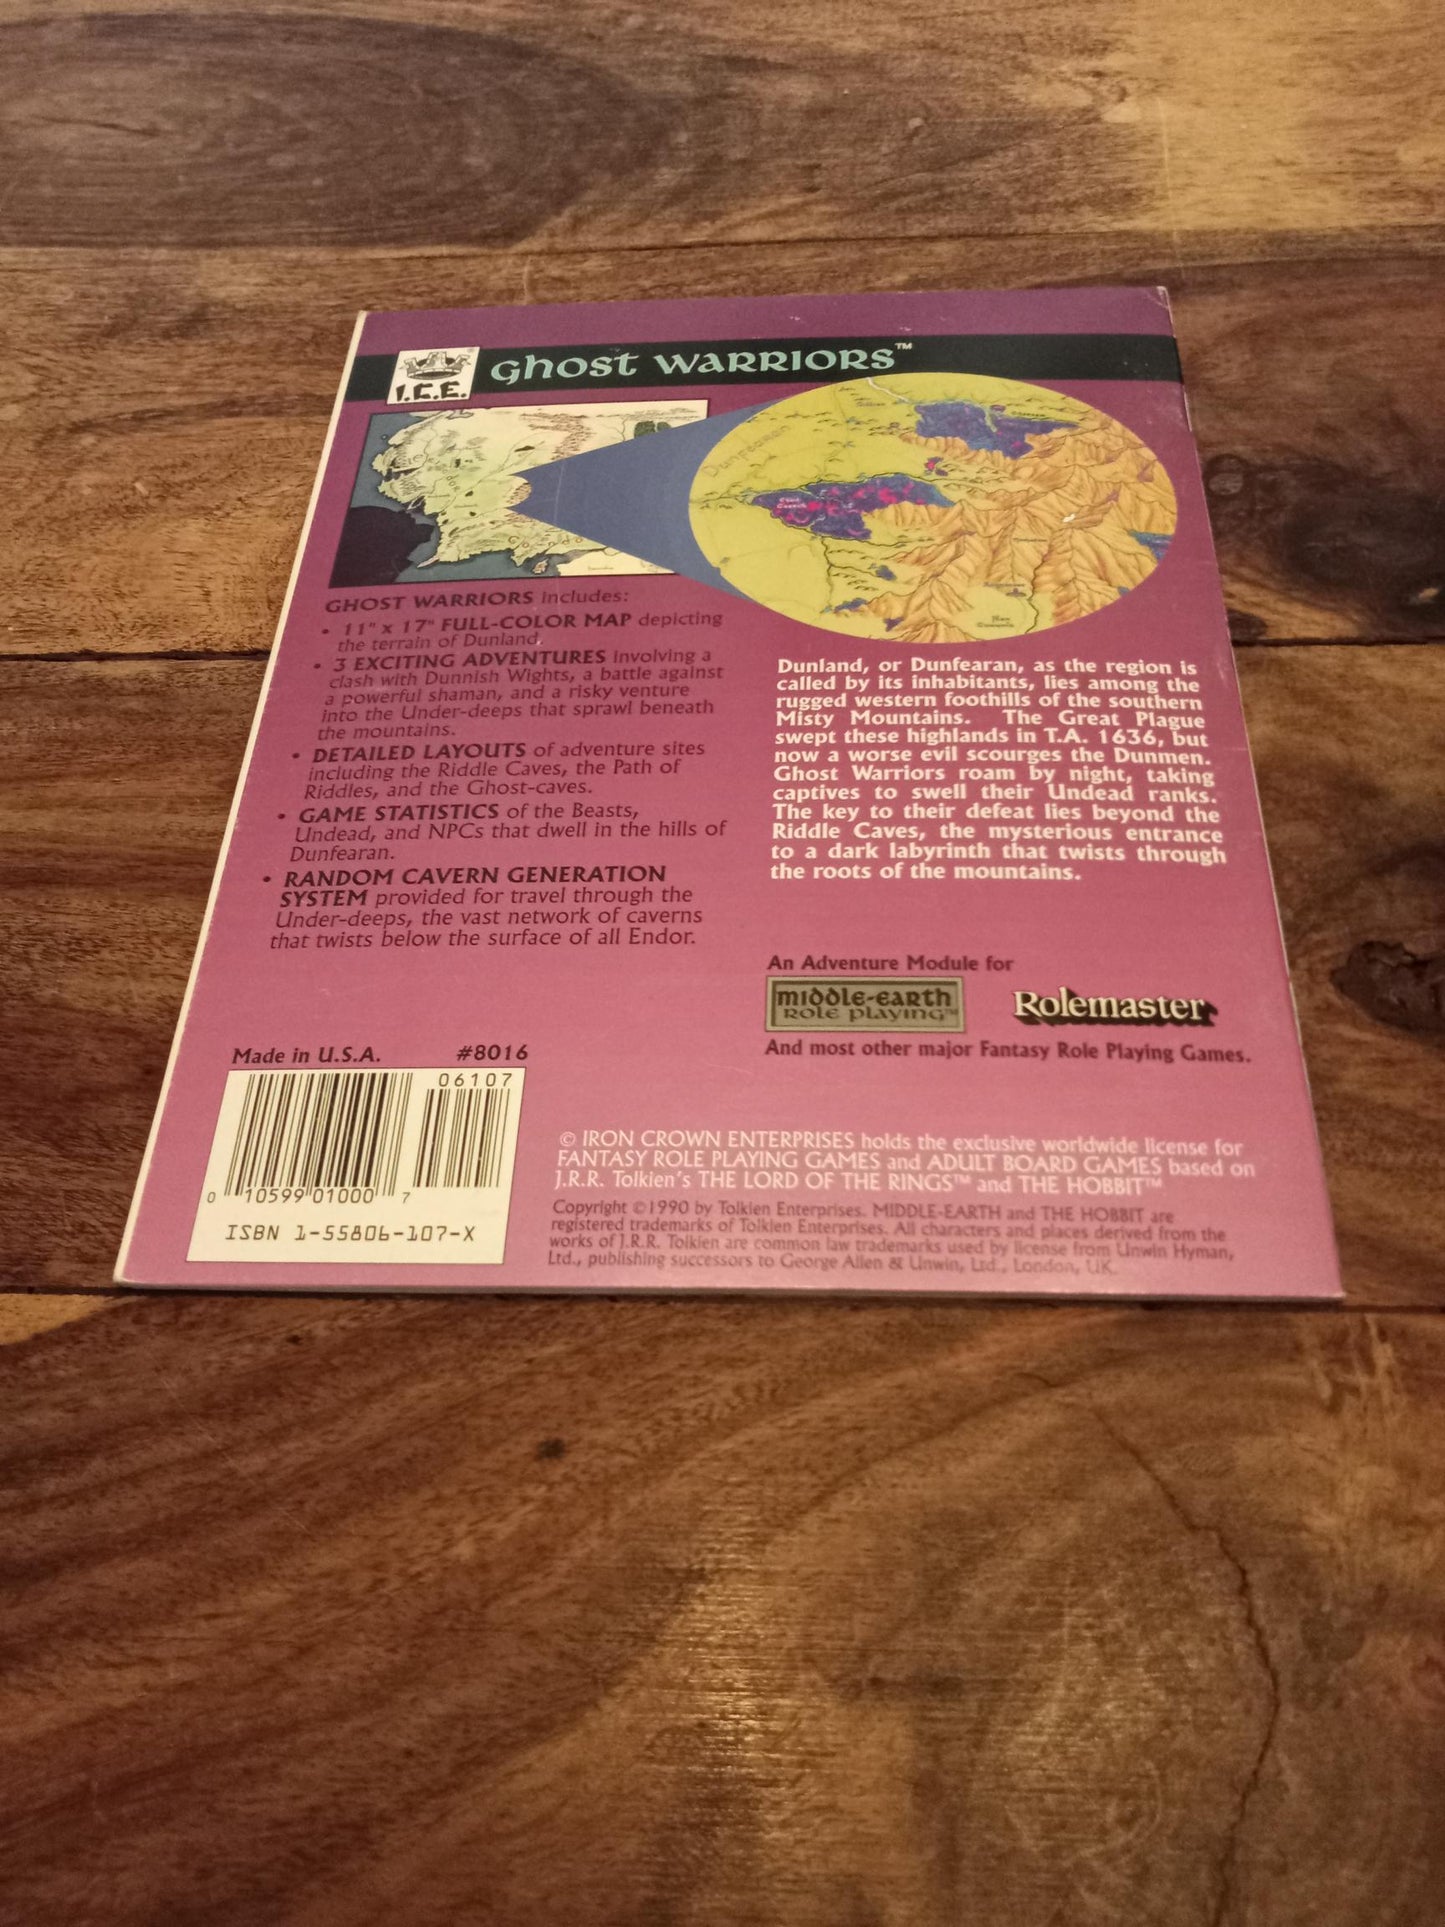 I.C.E.
Ghost Warriors™
Dunfearan
GHOST WARRIORS includes:
• 11" x 17" FULL-COLOR MAP depicting
the terrain of Dunland.
• 3 EXCITING ADVENTURES involving a
clash with Dunnish Wights, a battle against
a powerful shaman, and a risky venture
into the Under-deeps that sprawl beneath
the mountains.
• DETAILED LAYOUTS of adventure sites
including the Riddle Caves, the Path of
Riddles, and the Ghost-caves.
• GAME STATISTICS of the Beasts,
Undead, and NPCs that dwell in the hills of
Dunfearan.
• RANDOM CAVERN GENERATION
SYSTEM provided for travel through the
Under-deeps, the vast network of caverns
that twists below the surface of all Endor.
Dunland, or Dunfearan, as the region is
called by its inhabitants, lies among the
rugged western foothills of the southern
Misty Mountains. The Great Plague
swept these highlands in T.A. 1636, but
now a worse evil scourges the Dunmen.
Ghost Warriors roam by night, taking
captives to swell their Undead ranks.
The key to their defeat lies beyond the
Riddle Caves, the mysterious entrance
to a dark labyrinth that twists through
the roots of the mountains.
An Adventure Module for
MIDDLE-EARTH
ROLE PLAYING™
Rolemaster
And most other major Fantasy Role Playing Games.
Made in U.S.A. #8016
06107
0 10599 01000 7
ISBN 1-55806-107-X
© IRON CROWN ENTERPRISES holds the exclusive worldwide license for
FANTASY ROLE PLAYING GAMES and ADULT BOARD GAMES based on
J.R.R. Tolkien's THE LORD OF THE RINGS™ and THE HOBBIT™
Copyright ©1990 by Tolkien Enterprises. MIDDLE-EARTH and THE HOBBIT are
registered trademarks of Tolkien Enterprises. All characters and places derived from the
works of J.R.R. Tolkien are common law trademarks used by license from Unwin Hyman,
Ltd., publishing successors to George Allen & Unwin, Ltd., London, UK.